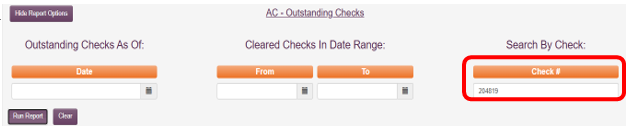 Hide Report Options
AC - Outstanding Checks
Outstanding Checks As Of:
Cleared Checks In Date Range:
Search By Check:
Date
From
To
Check #
204819
Run Report
Clear